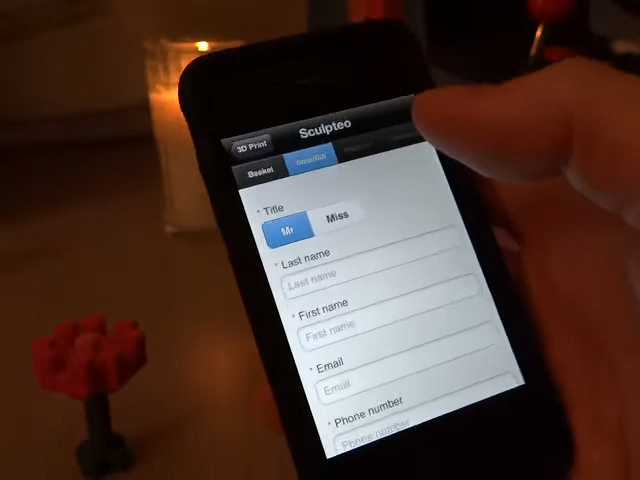 Sculpteo
3D Print
Basket
* Title
Mr Miss
* Last name
Last name
* First name
First name
* Email
Email
* Phone number
Phone number